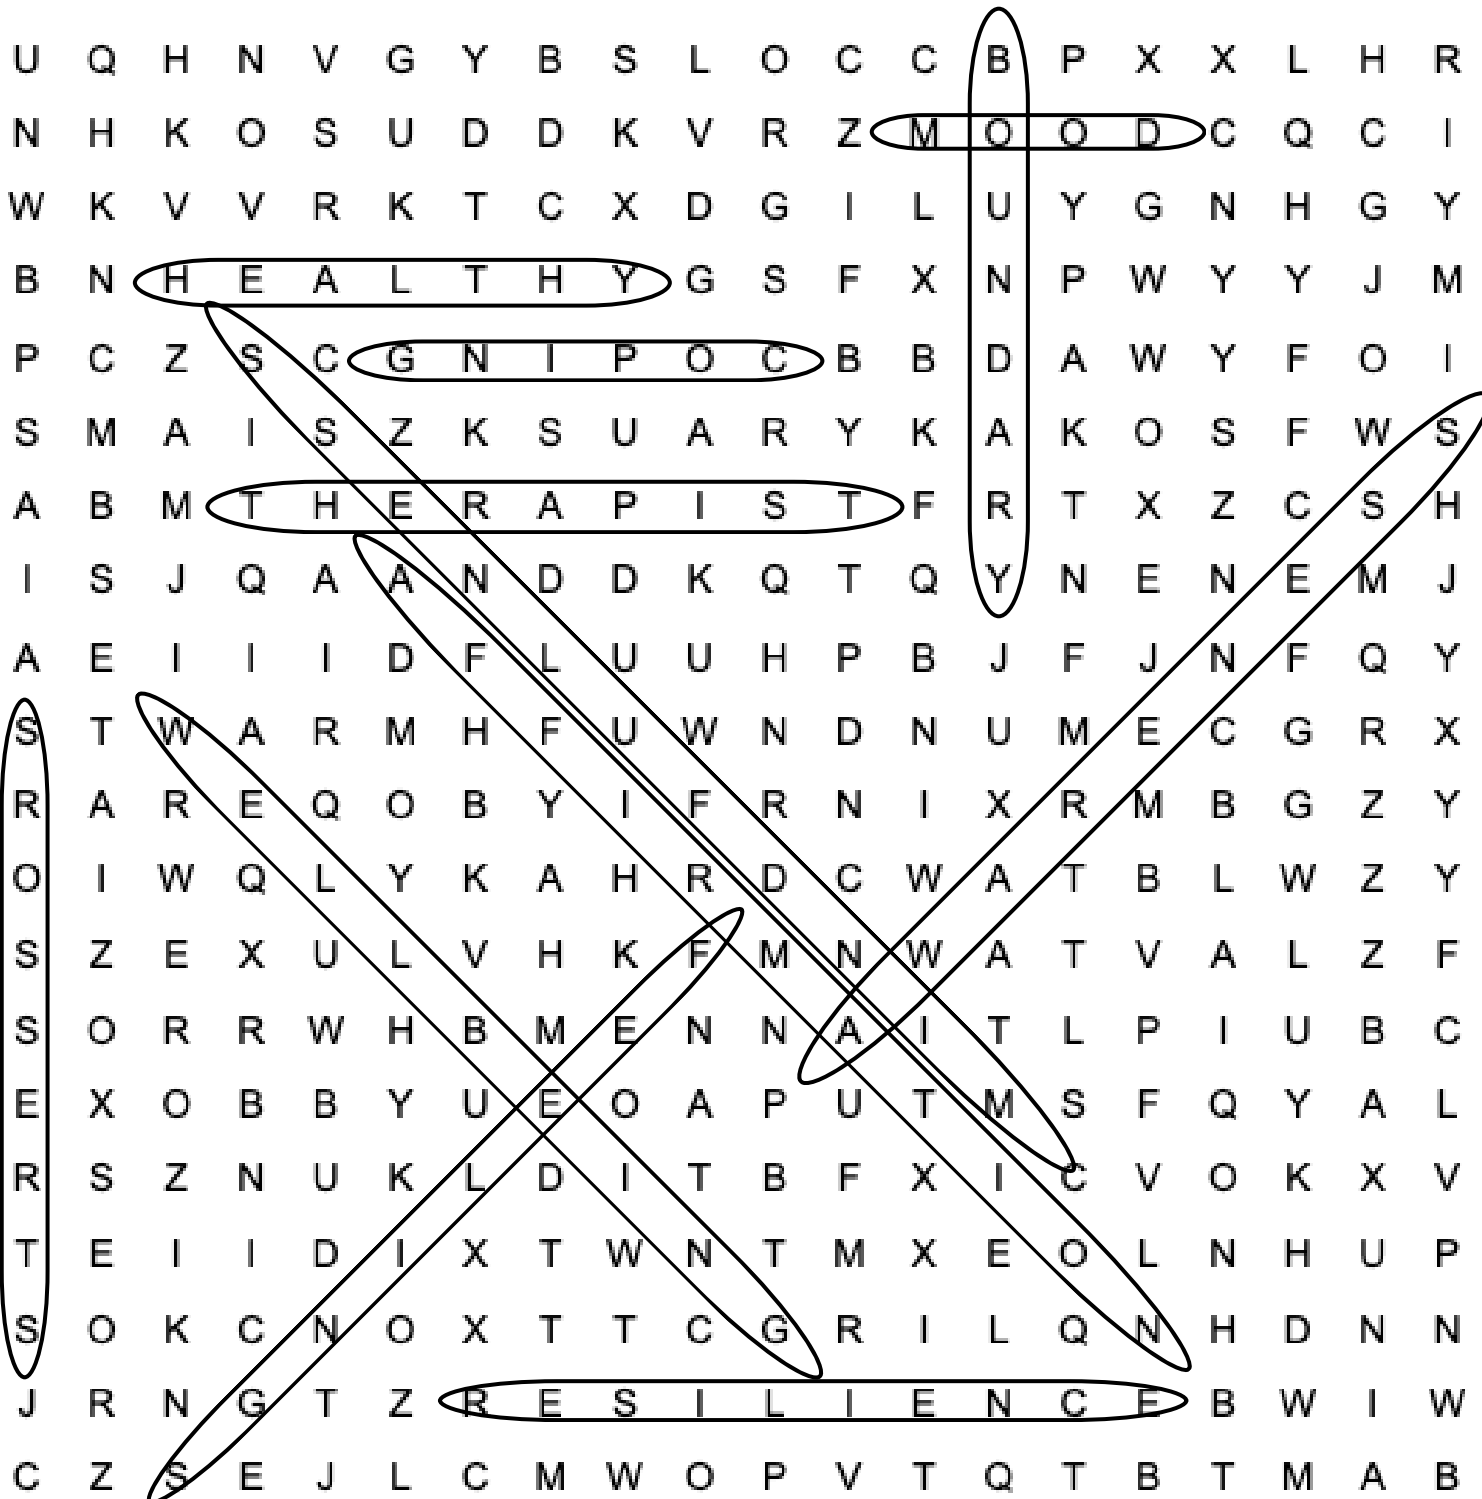 U Q H N V G Y B S L O C C B P X X L H R
N H K O S U D D K V R Z M O O D C Q C I
W K V V R K T C X D G I L U Y G N H G Y
B N H E A L T H Y G S F X N P W Y Y J M
P C Z S C G N I P O C B B D A W Y F O I
S M A I S Z K S U A R Y K A K O S F W S
A B M T H E R A P I S T F R T X Z C S H
I S J Q A A N D D K Q T Q Y N E N E M J
A E I I I D F L U U H P B J F J N F Q Y
S T W A R M H F U W N D N U M E C G R X
R A R E Q O B Y I F R N I X R M B G Z Y
O I W Q L Y K A H R D C W A T B L W Z Y
S Z E X U L V H K F M N W A T V A L Z F
S O R R W H B M E N N A I T L P I U B C
E X O B B Y U E O A P U T M S F Q Y A L
R S Z N U K L D I T B F X I C V O K X V
T E I I D I X T W N T M X E O L N H U P
S O K C N O X T T C G R I L Q N H D N N
J R N G T Z R E S I L I E N C E B W I W
C Z S E J L C M W O P V T Q T B T M A B